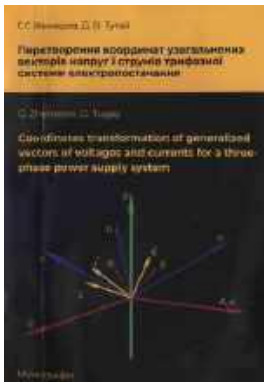 Перетворення координат узагальнених
векторів напруг і струмів трифазної
системи електропостачання
Coordinates transformation of generalized
vectors of voltages and currents for a three-
phase power supply system
Монографія